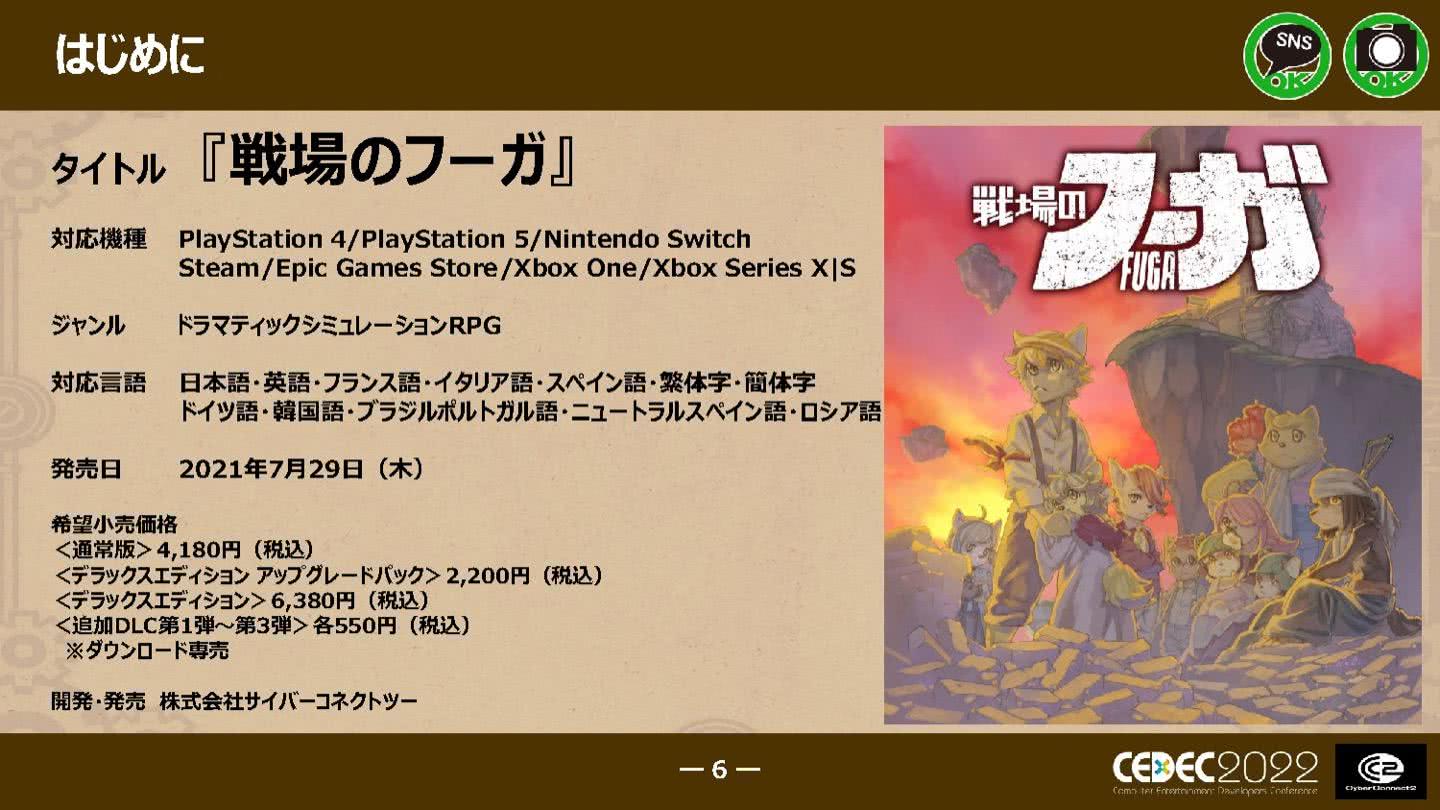 はじめに
SNS
OK
OK
タイトル 『戦場のフーガ』
対応機種 PlayStation 4/PlayStation 5/Nintendo Switch
Steam/Epic Games Store/Xbox One/Xbox Series X|S
ジャンル ドラマティックシミュレーションRPG
対応言語 日本語・英語・フランス語・イタリア語・スペイン語・繁体字・簡体字
ドイツ語・韓国語・ブラジルポルトガル語・ニュートラルスペイン語・ロシア語
発売日 2021年7月29日（木）
希望小売価格
＜通常版＞4,180円（税込）
＜デラックスエディション アップグレードパック＞2,200円（税込）
＜デラックスエディション＞6,380円（税込）
＜追加DLC第1弾～第3弾＞各550円（税込）
※ダウンロード専売
開発・発売 株式会社サイバーコネクトツー
戦場のフーガ
FUGA
― 6 ―
CEDEC2022
Computer Entertainment Developers Conference
CyberConnect2